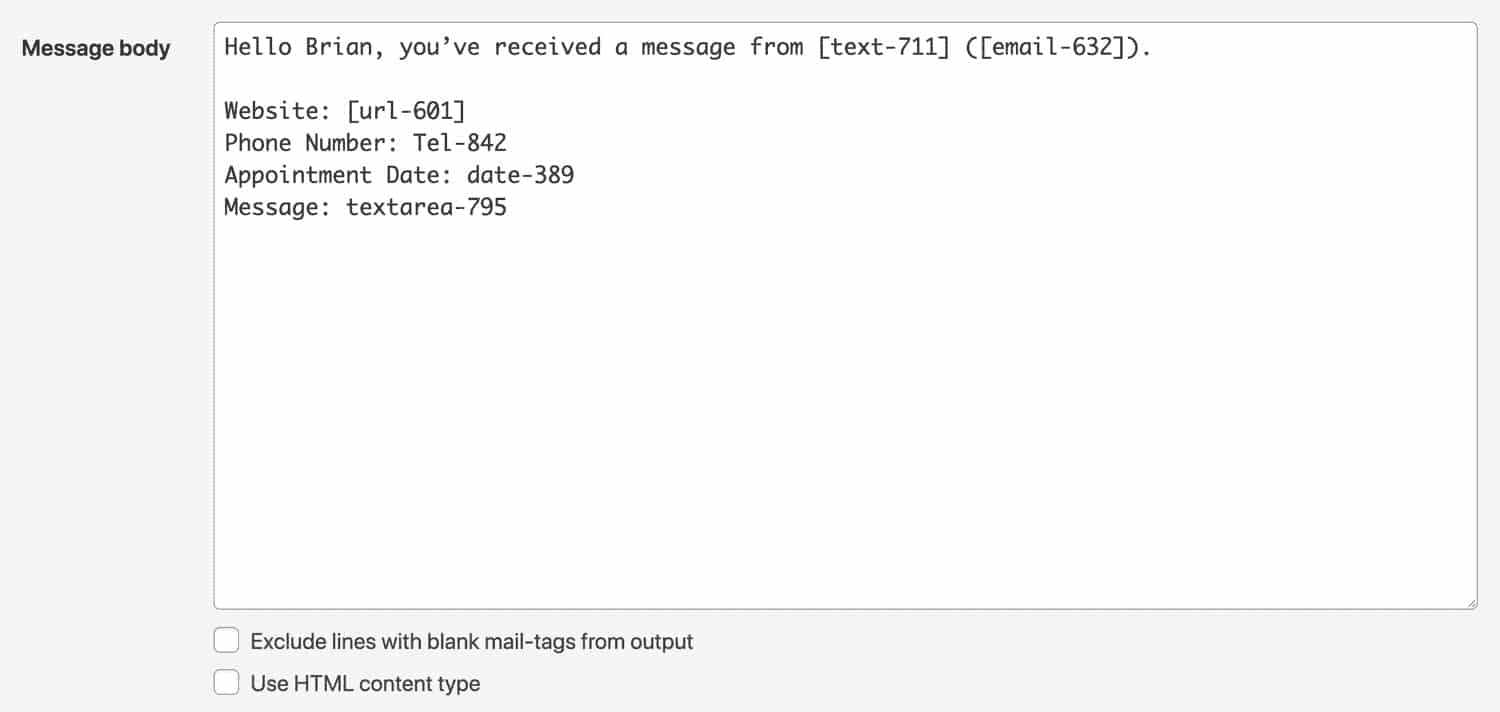 Message body
Hello Brian, you’ve received a message from [text-711] ([email-632]).
Website: [url-601]
Phone Number: Tel-842
Appointment Date: date-389
Message: textarea-795
Exclude lines with blank mail-tags from output
Use HTML content type